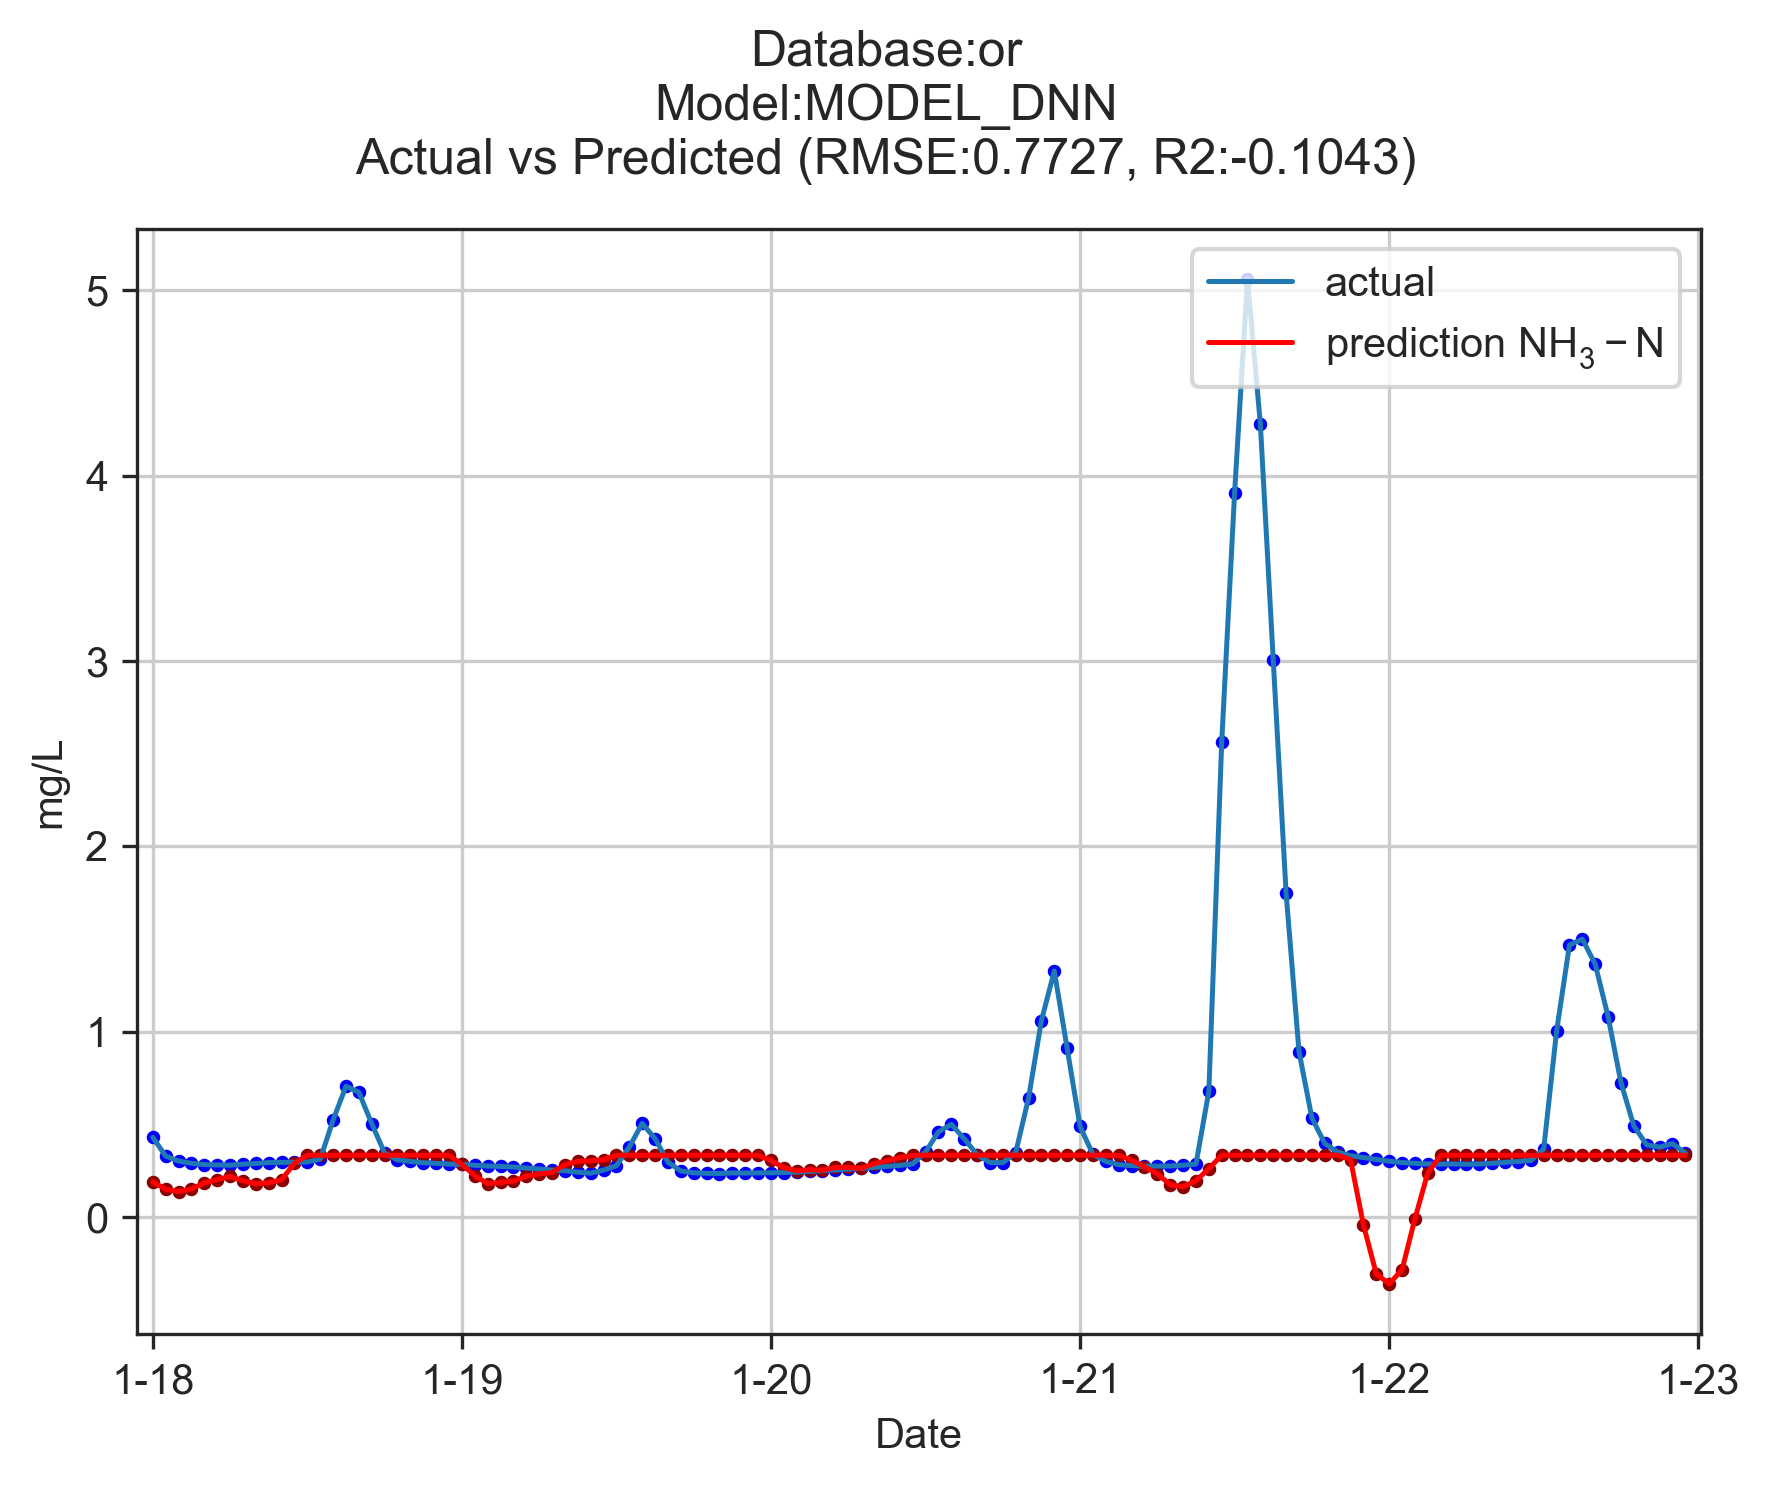 Database:or
Model:MODEL_DNN
Actual vs Predicted (RMSE:0.7727, R2:-0.1043)
actual
prediction NH₃ − N
5
4
3
2
1
0
mg/L
1-18 1-19 1-20 1-21 1-22 1-23
Date